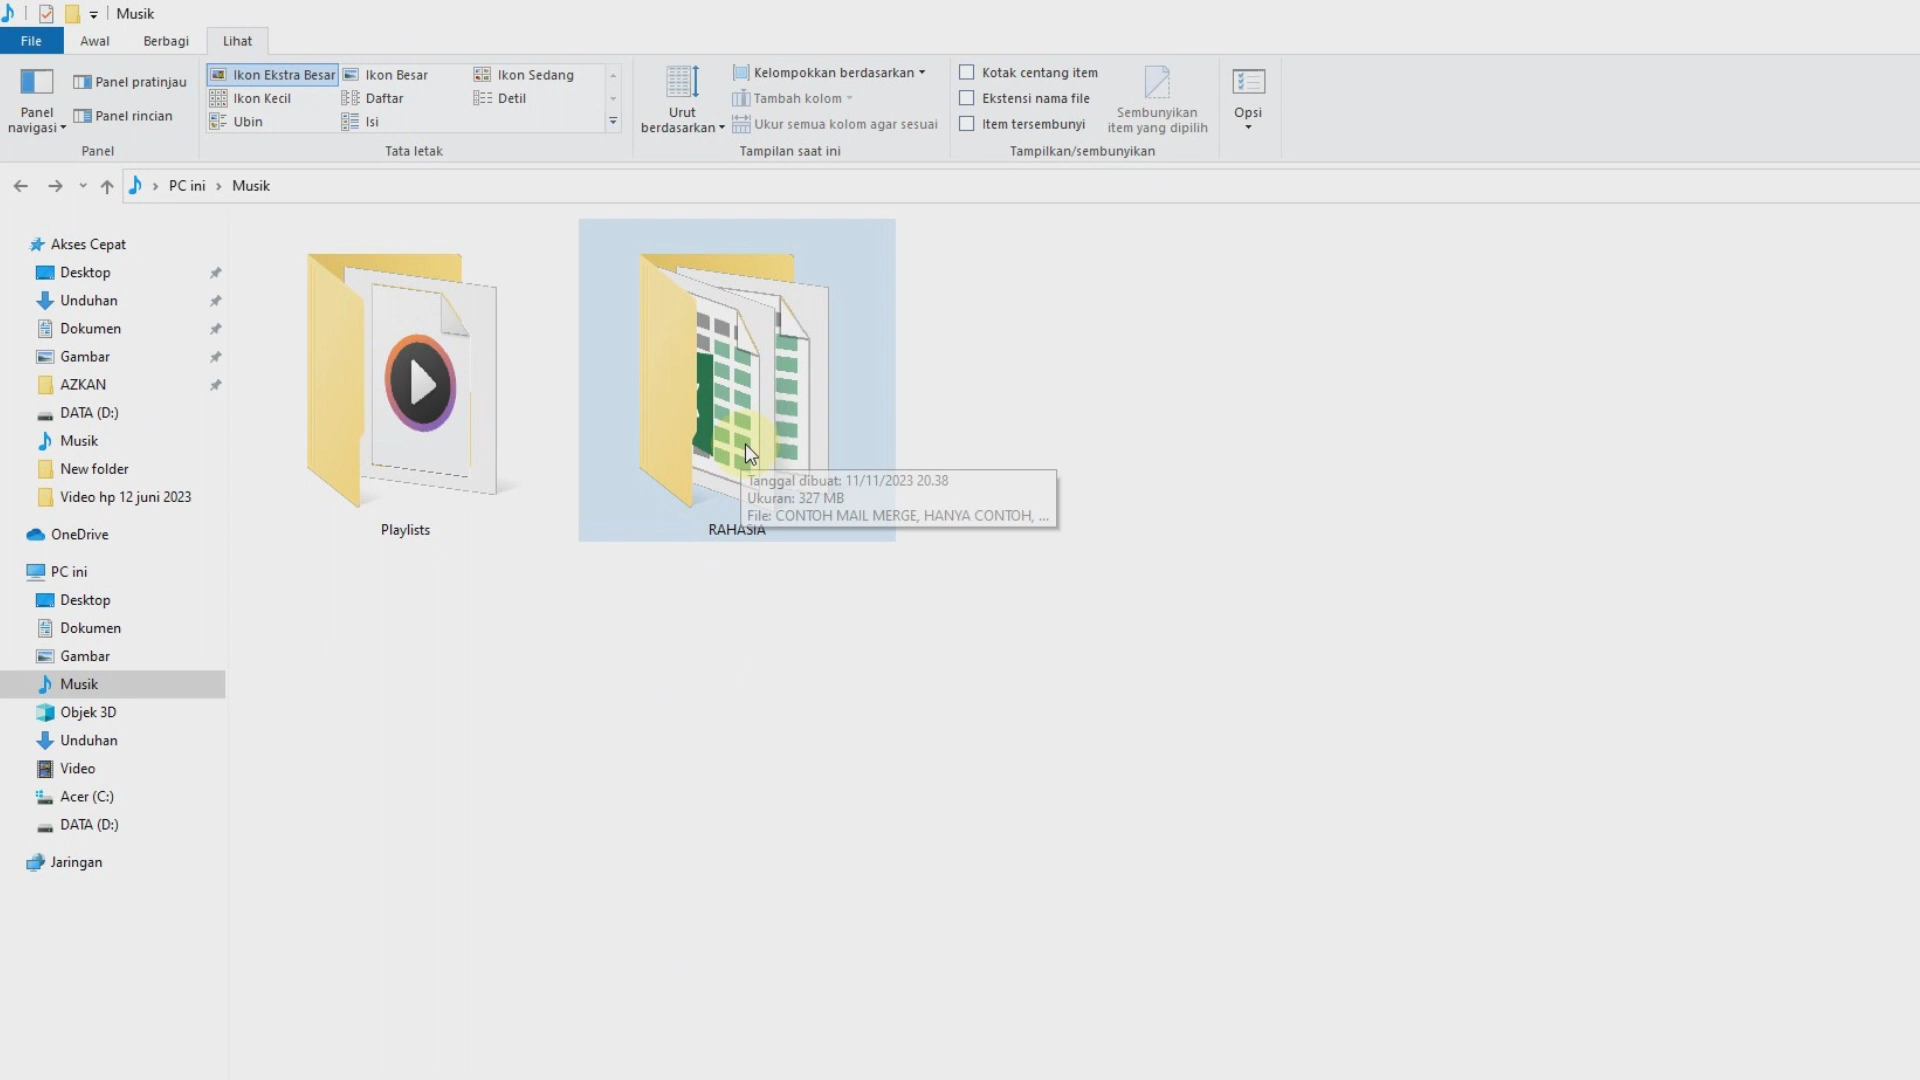 Musik
File Awal Berbagi Lihat
Panel navigasi
Panel pratinjau
Panel rincian
Panel
Ikon Ekstra Besar Ikon Besar Ikon Sedang
Ikon Kecil Daftar Detil
Ubin Isi
Tata letak
Urut berdasarkan
Kelompokkan berdasarkan
Tambah kolom
Ukur semua kolom agar sesuai
Tampilan saat ini
Kotak centang item
Ekstensi nama file
Item tersembunyi
Sembunyikan item yang dipilih
Tampilkan/sembunyikan
Opsi
PC ini › Musik
Akses Cepat
Desktop
Unduhan
Dokumen
Gambar
AZKAN
DATA (D:)
Musik
New folder
Video hp 12 juni 2023
OneDrive
PC ini
Desktop
Dokumen
Gambar
Musik
Objek 3D
Unduhan
Video
Acer (C:)
DATA (D:)
Jaringan
Playlists
RAHASIA
Tanggal dibuat: 11/11/2023 20.38
Ukuran: 327 MB
File: CONTOH MAIL MERGE, HANYA CONTOH, ...